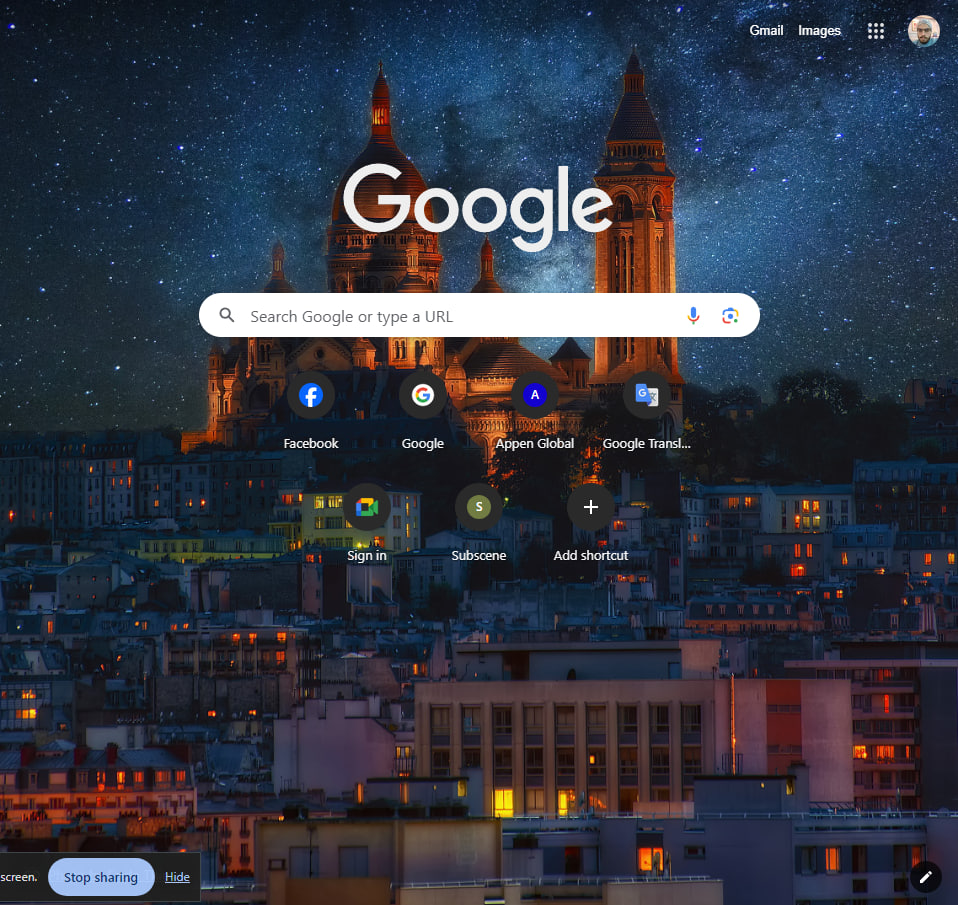 Gmail Images
Google
Search Google or type a URL
Facebook
Google
A
Appen Global
Google Transl...
Sign in
S
Subscene
Add shortcut
screen.
Stop sharing
Hide